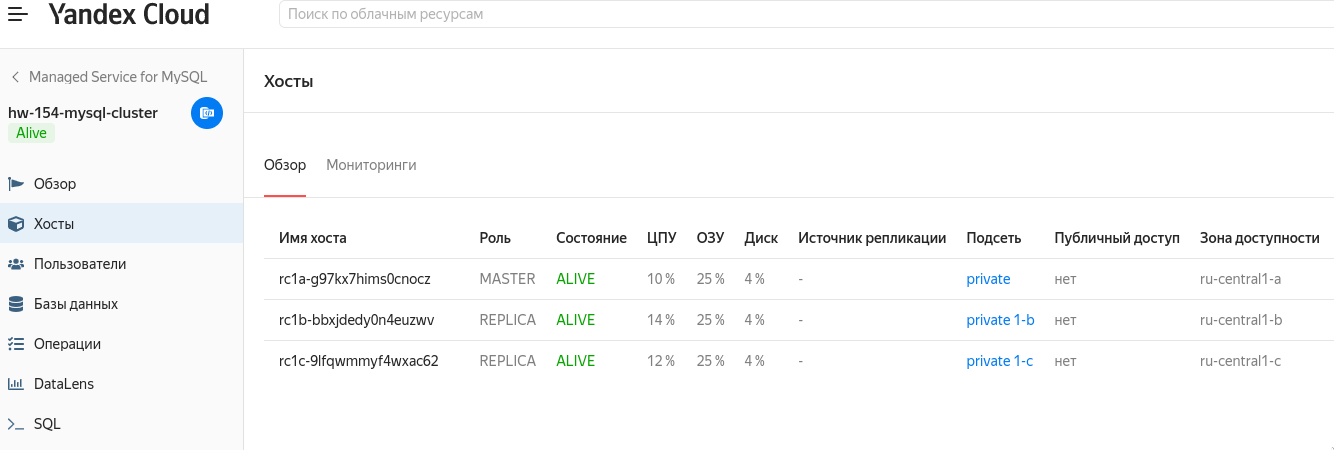 Yandex Cloud
Поиск по облачным ресурсам
Managed Service for MySQL
hw-154-mysql-cluster
Alive
Обзор
Хосты
Пользователи
Базы данных
Операции
DataLens
SQL
Хосты
Обзор Мониторинги
Имя хоста Роль Состояние ЦПУ ОЗУ Диск Источник репликации Подсеть Публичный доступ Зона доступности
rc1a-g97kx7hims0cnocz MASTER ALIVE 10 % 25 % 4 % - private нет ru-central1-a
rc1b-bbxjdedy0n4euzwv REPLICA ALIVE 14 % 25 % 4 % - private 1-b нет ru-central1-b
rc1c-9lfqwmmyf4wxac62 REPLICA ALIVE 12 % 25 % 4 % - private 1-c нет ru-central1-c